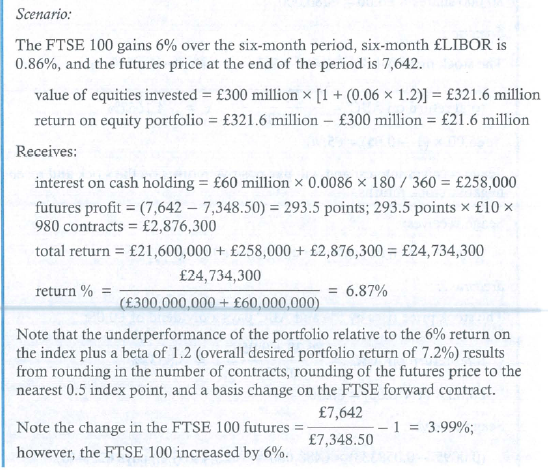 Scenario:
The FTSE 100 gains 6% over the six-month period, six-month £LIBOR is
0.86%, and the futures price at the end of the period is 7,642.
value of equities invested = £300 million × [1 + (0.06 × 1.2)] = £321.6 million
return on equity portfolio = £321.6 million – £300 million = £21.6 million
Receives:
interest on cash holding = £60 million × 0.0086 × 180 / 360 = £258,000
futures profit = (7,642 – 7,348.50) = 293.5 points; 293.5 points × £10 ×
980 contracts = £2,876,300
total return = £21,600,000 + £258,000 + £2,876,300 = £24,734,300
return % = £24,734,300 / (£300,000,000 + £60,000,000) = 6.87%
Note that the underperformance of the portfolio relative to the 6% return on
the index plus a beta of 1.2 (overall desired portfolio return of 7.2%) results
from rounding in the number of contracts, rounding of the futures price to the
nearest 0.5 index point, and a basis change on the FTSE forward contract.
Note the change in the FTSE 100 futures = £7,642 / £7,348.50 – 1 = 3.99%;
however, the FTSE 100 increased by 6%.